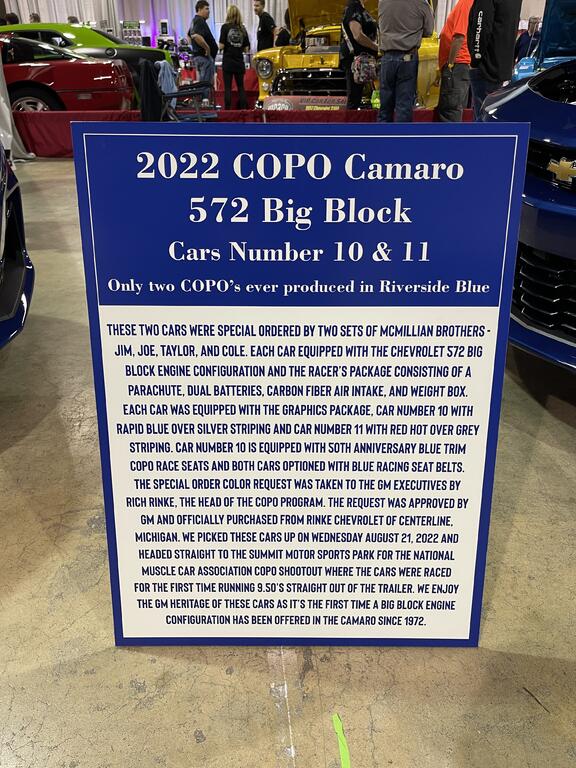 2022 COPO Camaro
572 Big Block
Cars Number 10 & 11
Only two COPO's ever produced in Riverside Blue
THESE TWO CARS WERE SPECIAL ORDERED BY TWO SETS OF MCMILLIAN BROTHERS -
JIM, JOE, TAYLOR, AND COLE. EACH CAR EQUIPPED WITH THE CHEVROLET 572 BIG
BLOCK ENGINE CONFIGURATION AND THE RACER'S PACKAGE CONSISTING OF A
PARACHUTE, DUAL BATTERIES, CARBON FIBER AIR INTAKE, AND WEIGHT BOX.
EACH CAR WAS EQUIPPED WITH THE GRAPHICS PACKAGE, CAR NUMBER 10 WITH
RAPID BLUE OVER SILVER STRIPING AND CAR NUMBER 11 WITH RED HOT OVER GREY
STRIPING. CAR NUMBER 10 IS EQUIPPED WITH 50TH ANNIVERSARY BLUE TRIM
COPO RACE SEATS AND BOTH CARS OPTIONED WITH BLUE RACING SEAT BELTS.
THE SPECIAL ORDER COLOR REQUEST WAS TAKEN TO THE GM EXECUTIVES BY
RICH RINKE, THE HEAD OF THE COPO PROGRAM. THE REQUEST WAS APPROVED BY
GM AND OFFICIALLY PURCHASED FROM RINKE CHEVROLET OF CENTERLINE,
MICHIGAN. WE PICKED THESE CARS UP ON WEDNESDAY AUGUST 21, 2022 AND
HEADED STRAIGHT TO THE SUMMIT MOTOR SPORTS PARK FOR THE NATIONAL
MUSCLE CAR ASSOCIATION COPO SHOOTOUT WHERE THE CARS WERE RACED
FOR THE FIRST TIME RUNNING 9.50'S STRAIGHT OUT OF THE TRAILER. WE ENJOY
THE GM HERITAGE OF THESE CARS AS IT'S THE FIRST TIME A BIG BLOCK ENGINE
CONFIGURATION HAS BEEN OFFERED IN THE CAMARO SINCE 1972.
carhartt